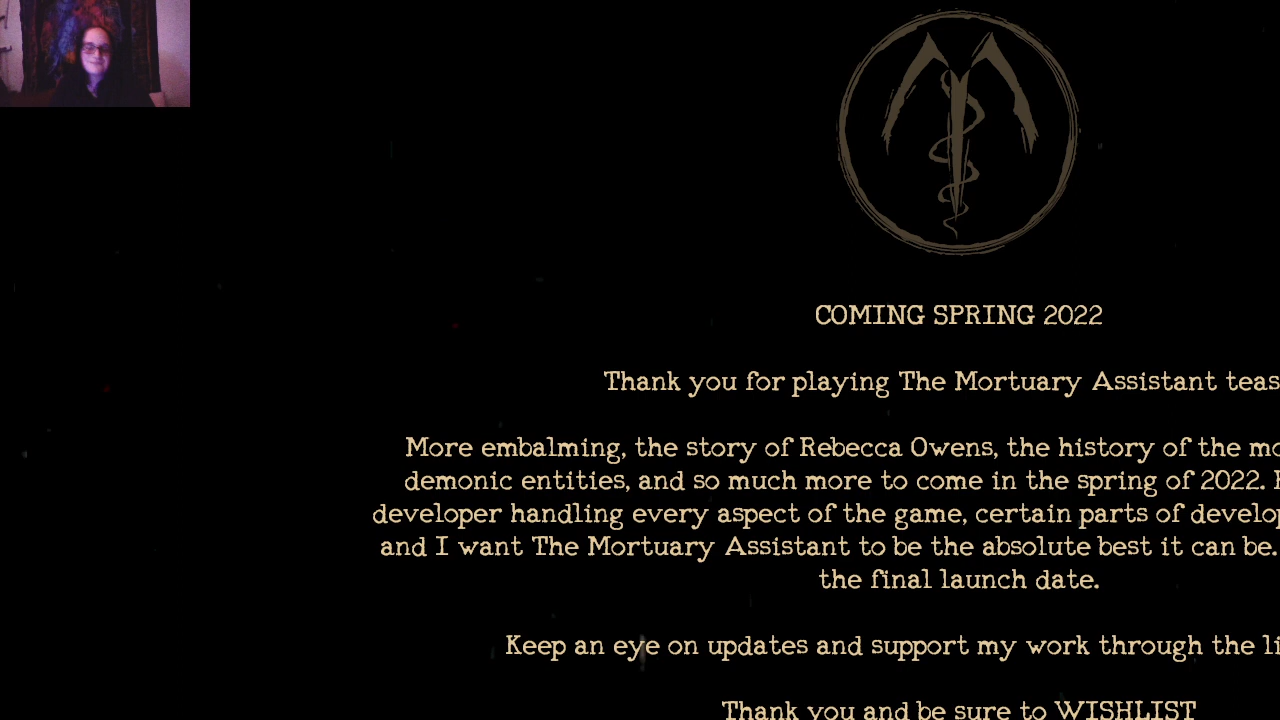 COMING SPRING 2022
Thank you for playing The Mortuary Assistant teas
More embalming, the story of Rebecca Owens, the history of the mo
demonic entities, and so much more to come in the spring of 2022.
developer handling every aspect of the game, certain parts of develop
and I want The Mortuary Assistant to be the absolute best it can be.
the final launch date.
Keep an eye on updates and support my work through the li
Thank you and be sure to WISHLIST